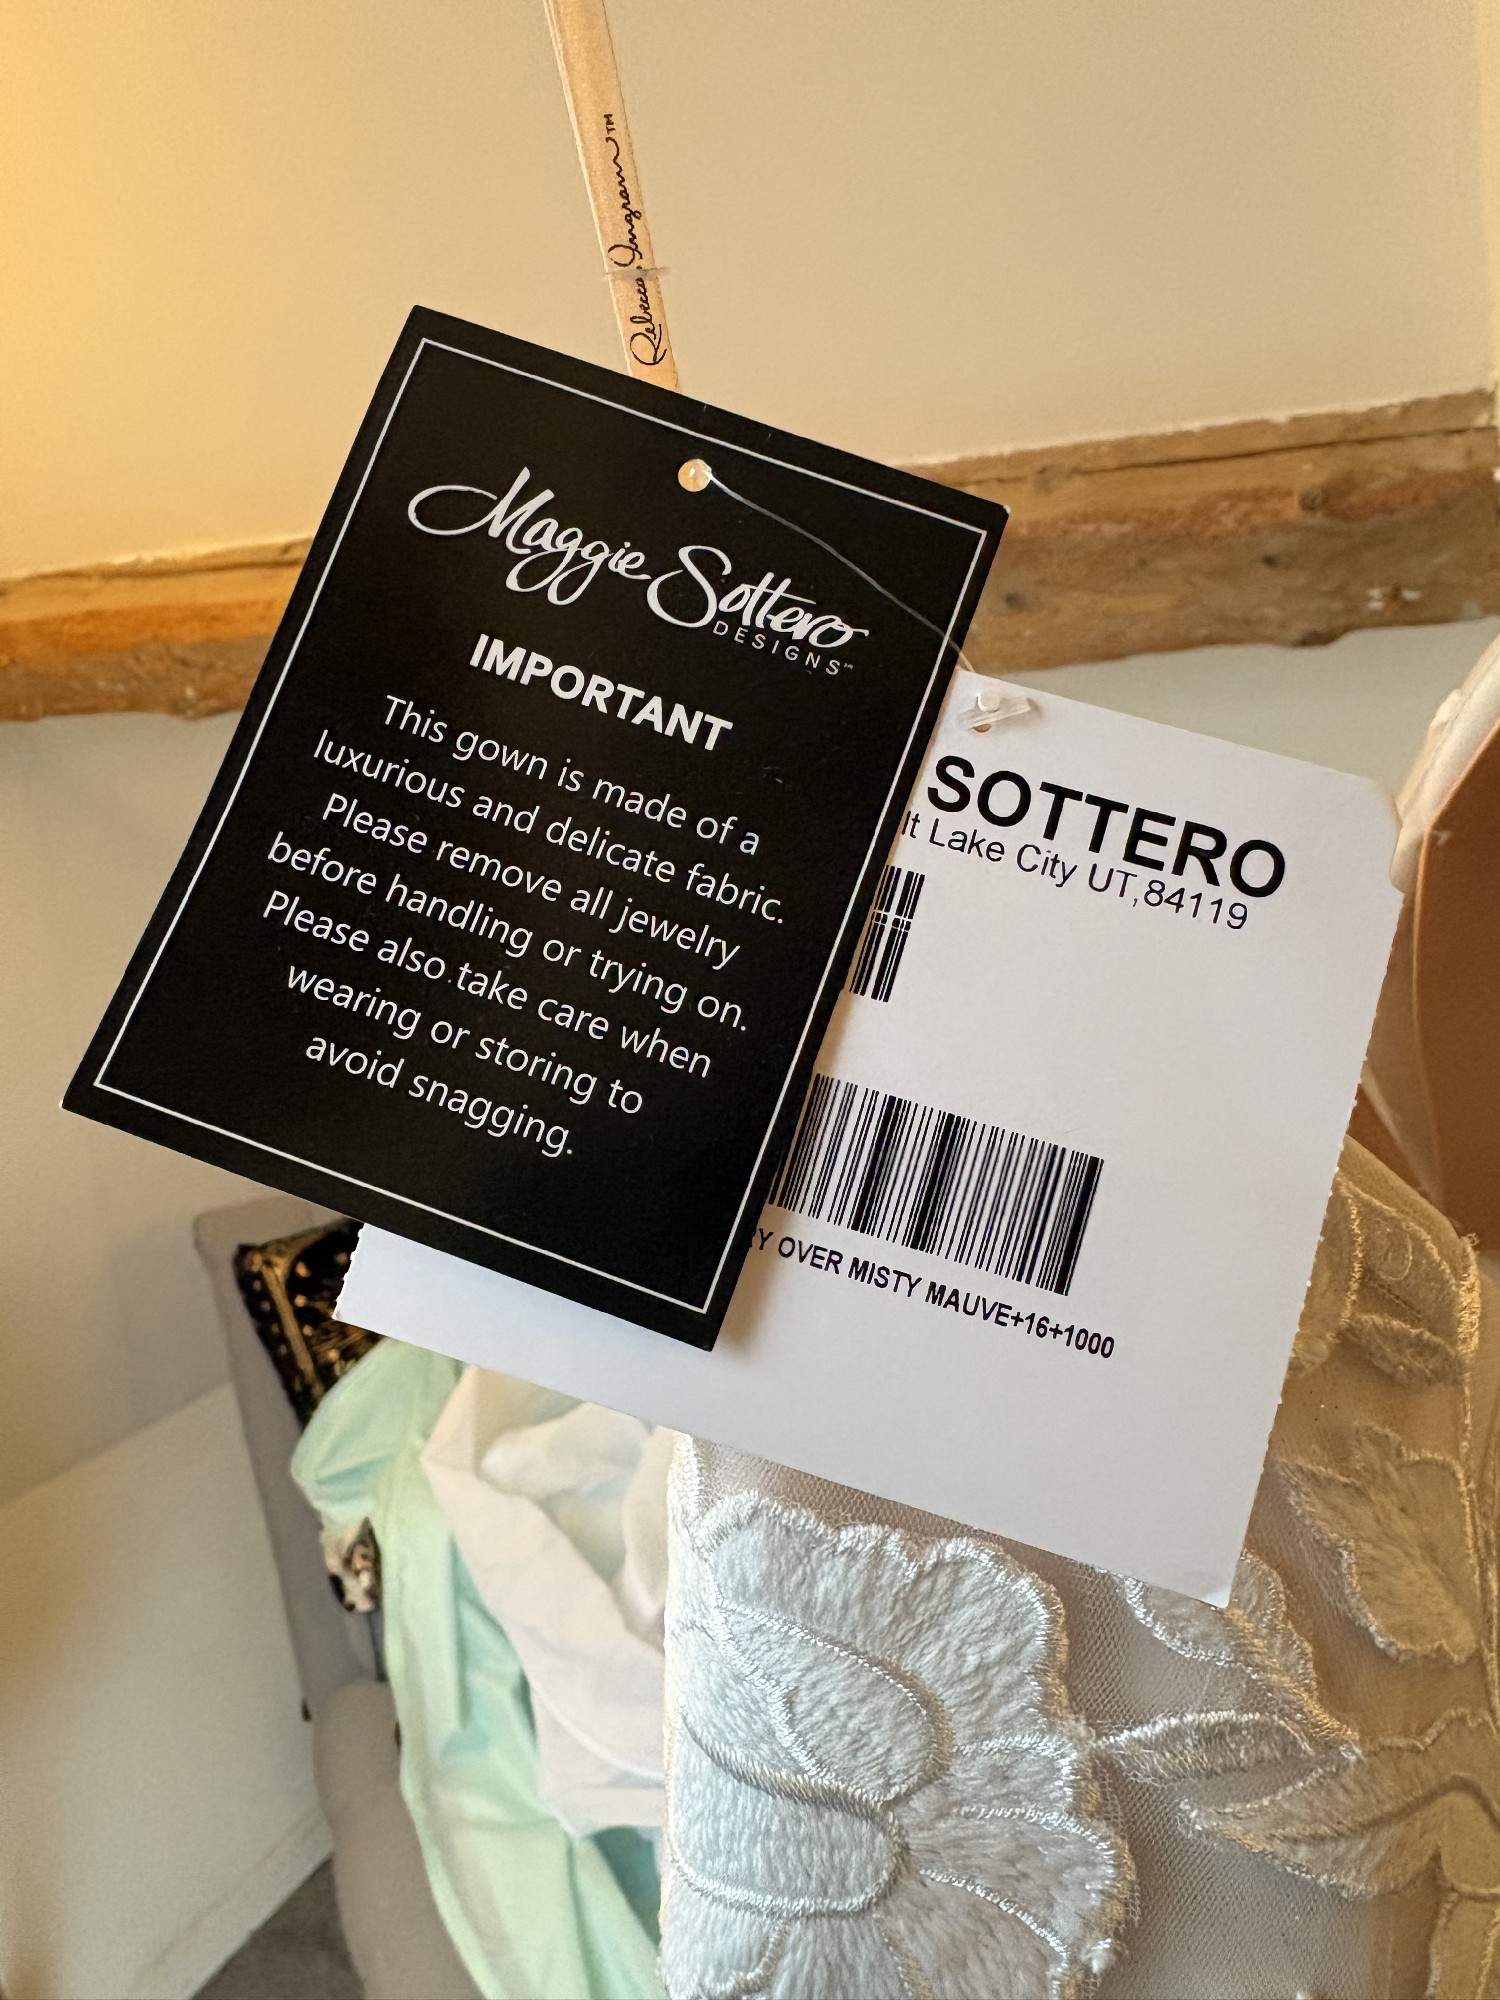 Rebecca Ingram™
Maggie Sottero
DESIGNS™
IMPORTANT
This gown is made of a
luxurious and delicate fabric.
Please remove all jewelry
before handling or trying on.
Please also take care when
wearing or storing to
avoid snagging.
SOTTERO
lt Lake City UT,84119
RY OVER MISTY MAUVE+16+1000